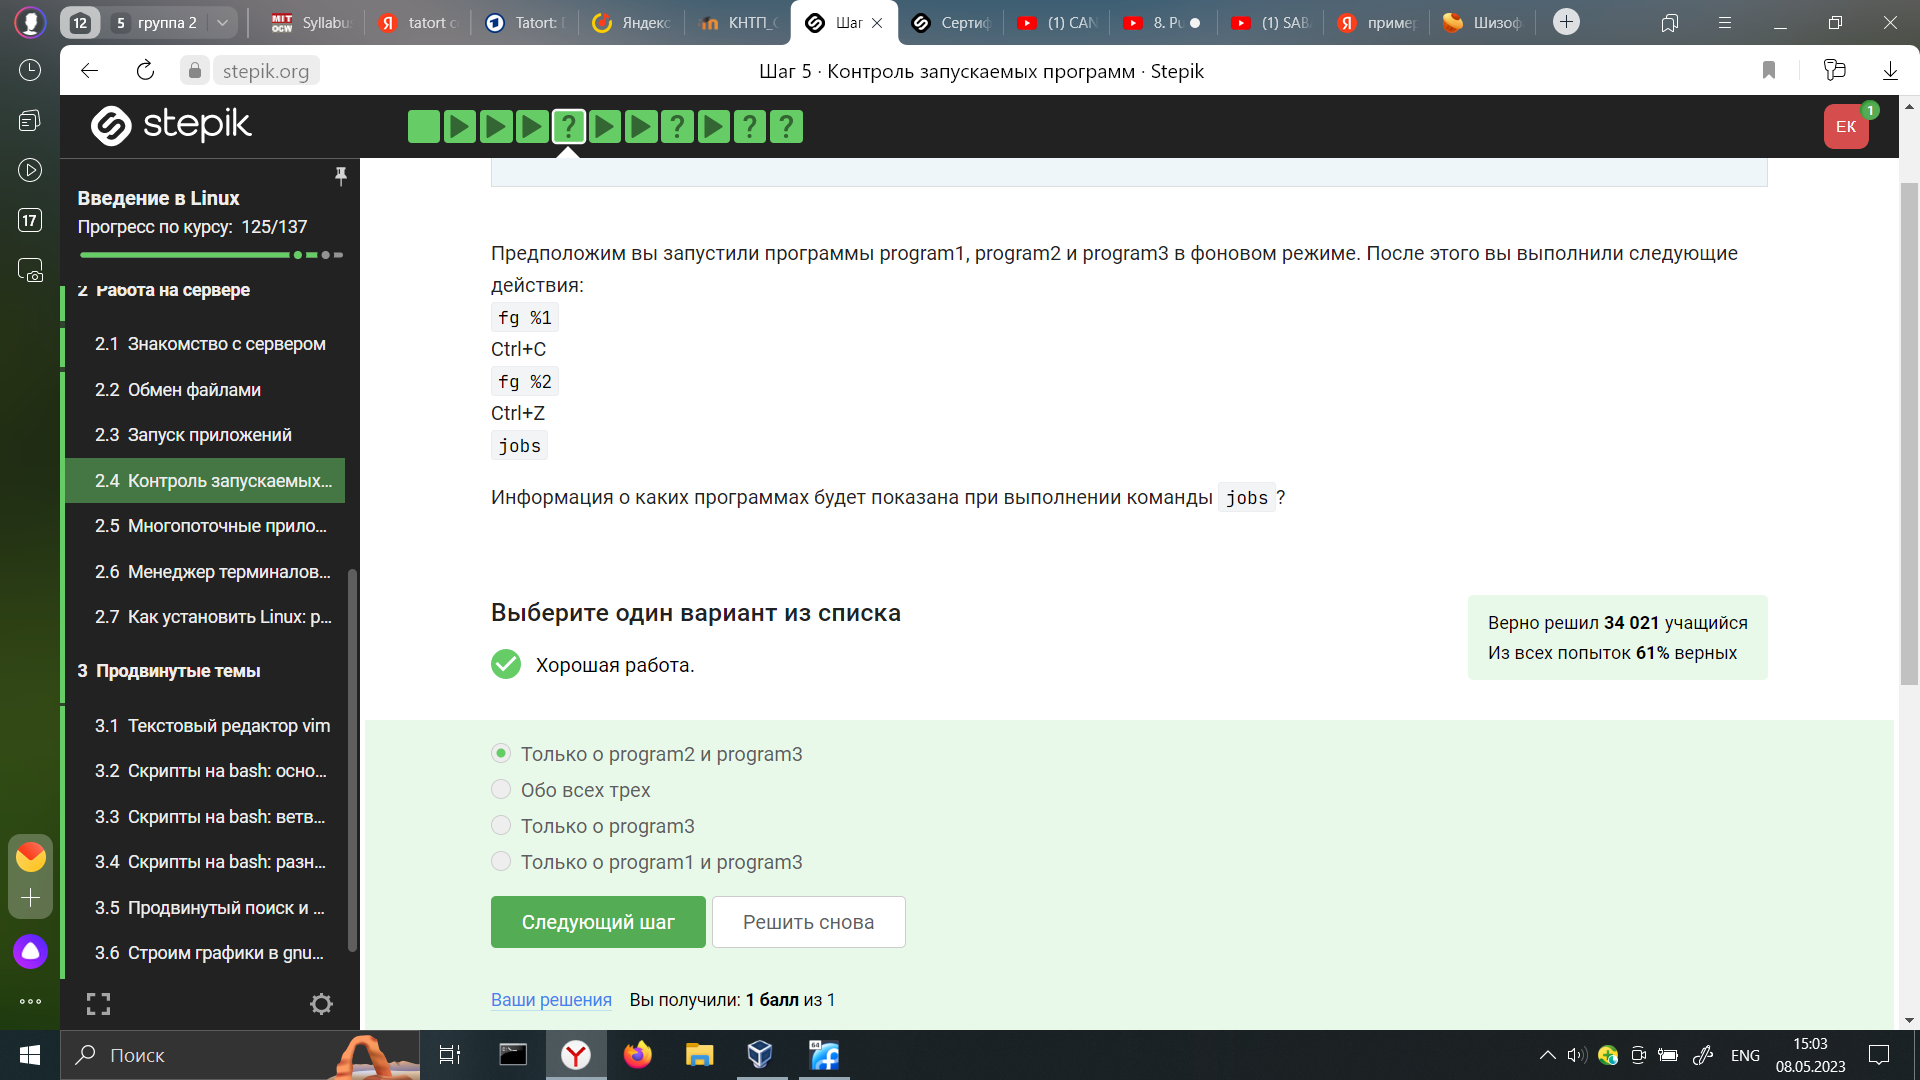 12
5 группа 2
MIT OCW Syllabu
tatort c
Tatort: 
Яндекс
КНТП_С
Шаг
Сертиф
(1) CAN
8. Pu
(1) SAB
пример
Шизоф
stepik.org
Шаг 5 · Контроль запускаемых программ · Stepik
stepik
? ? ? ?
EK
1
17
Введение в Linux
Прогресс по курсу: 125/137
2 Работа на сервере
2.1 Знакомство с сервером
2.2 Обмен файлами
2.3 Запуск приложений
2.4 Контроль запускаемых...
2.5 Многопоточные прило...
2.6 Менеджер терминалов...
2.7 Как установить Linux: р...
3 Продвинутые темы
3.1 Текстовый редактор vim
3.2 Скрипты на bash: осно...
3.3 Скрипты на bash: ветв...
3.4 Скрипты на bash: разн...
3.5 Продвинутый поиск и ...
3.6 Строим графики в gnu...
Предположим вы запустили программы program1, program2 и program3 в фоновом режиме. После этого вы выполнили следующие
действия:
fg %1
Ctrl+C
fg %2
Ctrl+Z
jobs
Информация о каких программах будет показана при выполнении команды jobs ?
Выберите один вариант из списка
Хорошая работа.
Верно решил 34 021 учащийся
Из всех попыток 61% верных
Только о program2 и program3
Обо всех трех
Только о program3
Только о program1 и program3
Следующий шаг
Решить снова
Ваши решения Вы получили: 1 балл из 1
Поиск
64
ENG
15:03
08.05.2023